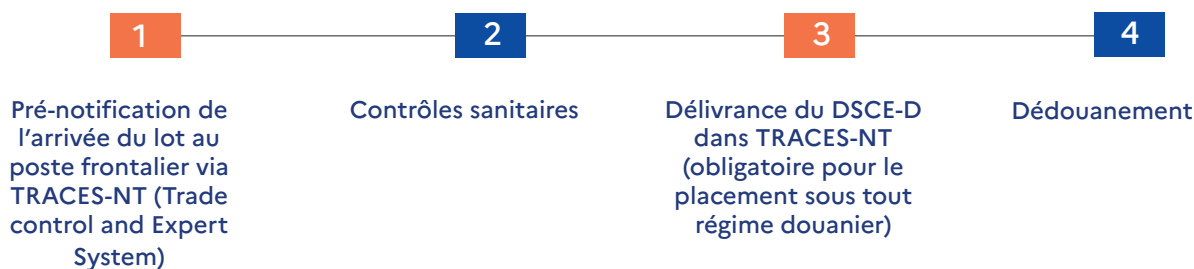 1
2
3
4
Pré-notification de
l'arrivée du lot au
poste frontalier via
TRACES-NT (Trade
control and Expert
System)
Contrôles sanitaires
Délivrance du DSCE-D
dans TRACES-NT
(obligatoire pour le
placement sous tout
régime douanier)
Dédouanement